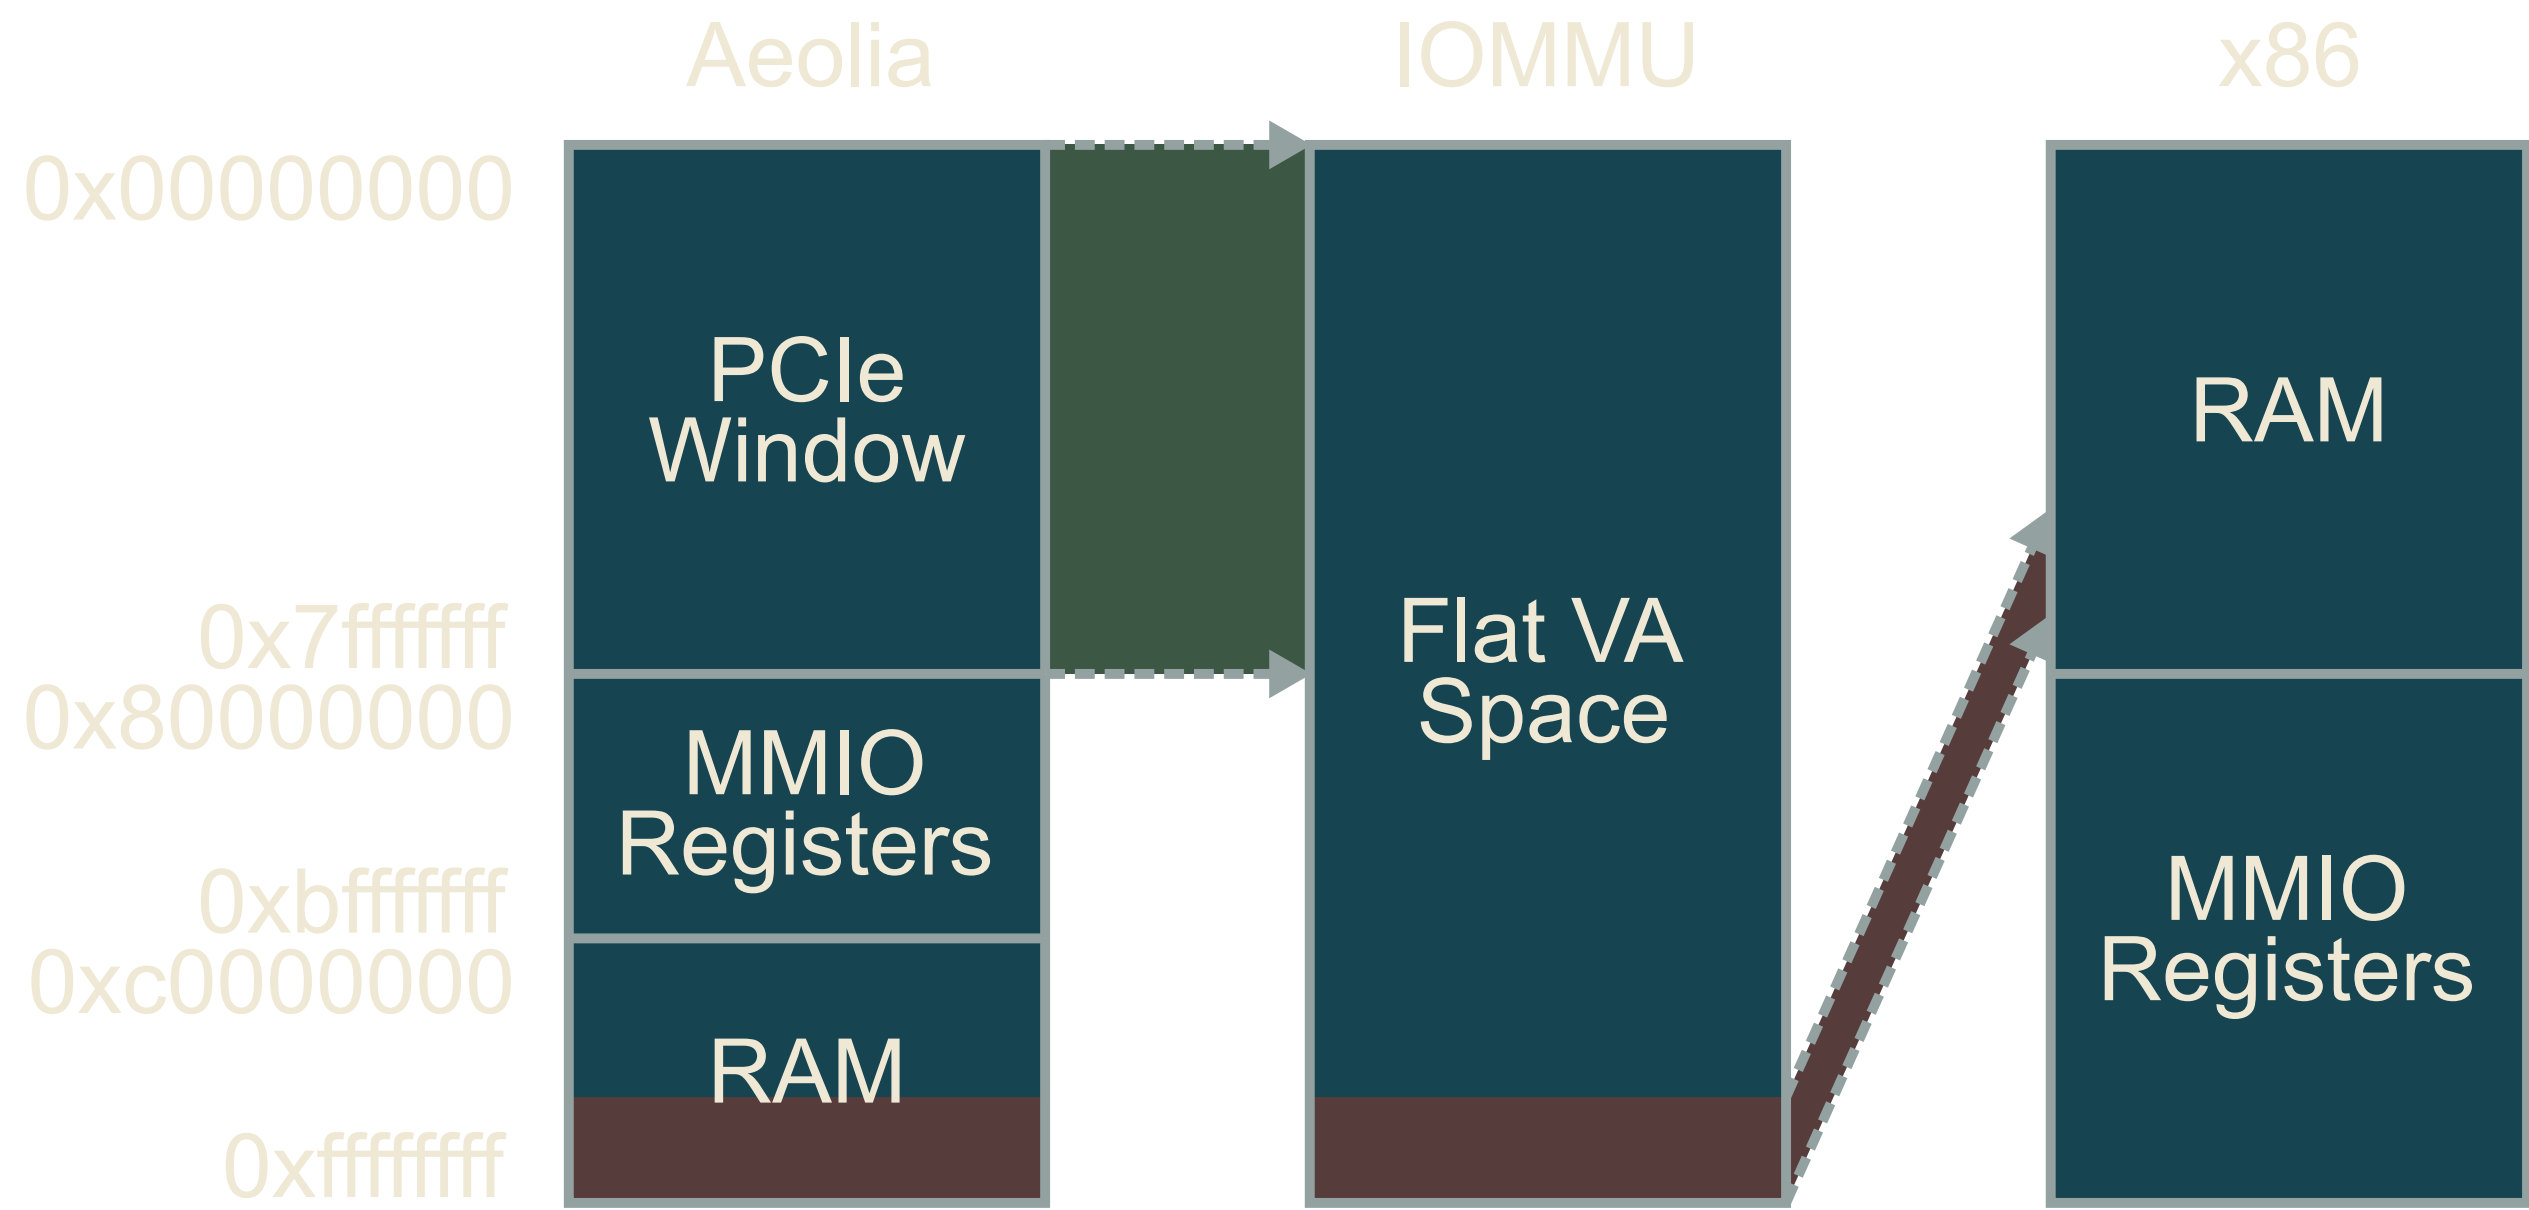 Aeolia
IOMMU
x86
0x00000000
PCIe
Window
RAM
0x7fffffff
0x80000000
MMIO
Registers
Flat VA
Space
0xbfffffff
0xc0000000
MMIO
Registers
RAM
0xffffffff